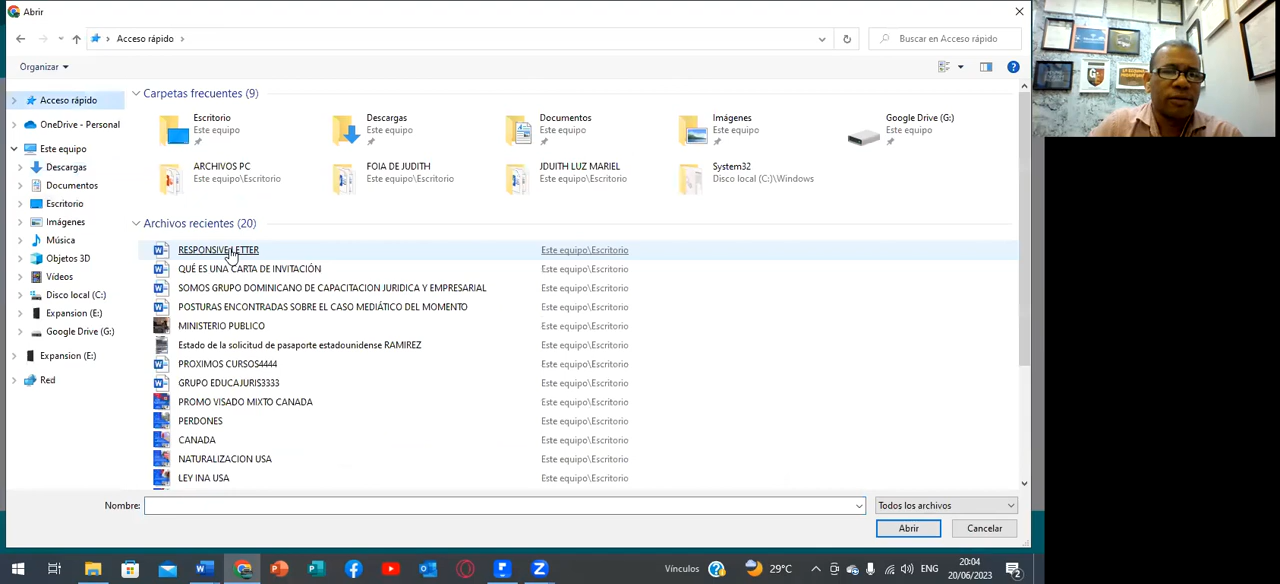 Abrir
Acceso rápido
Buscar en Acceso rápido
Organizar
Acceso rápido
OneDrive - Personal
Este equipo
Descargas
Documentos
Escritorio
Imágenes
Música
Objetos 3D
Vídeos
Disco local (C:)
Expansion (E:)
Google Drive (G:)
Expansion (E:)
Red
Carpetas frecuentes (9)
Escritorio
Este equipo
Descargas
Este equipo
Documentos
Este equipo
Imágenes
Este equipo
Google Drive (G:)
Este equipo
ARCHIVOS PC
Este equipo\Escritorio
FOIA DE JUDITH
Este equipo\Escritorio
JDUITH LUZ MARIEL
Este equipo\Escritorio
System32
Disco local (C:)\Windows
Archivos recientes (20)
RESPONSIVE LETTER Este equipo\Escritorio
QUÉ ES UNA CARTA DE INVITACIÓN Este equipo\Escritorio
SOMOS GRUPO DOMINICANO DE CAPACITACION JURIDICA Y EMPRESARIAL Este equipo\Escritorio
POSTURAS ENCONTRADAS SOBRE EL CASO MEDIÁTICO DEL MOMENTO Este equipo\Escritorio
MINISTERIO PUBLICO Este equipo\Escritorio
Estado de la solicitud de pasaporte estadounidense RAMIREZ Este equipo\Escritorio
PROXIMOS CURSOS4444 Este equipo\Escritorio
GRUPO EDUCAJURIS3333 Este equipo\Escritorio
PROMO VISADO MIXTO CANADA Este equipo\Escritorio
PERDONES Este equipo\Escritorio
CANADA Este equipo\Escritorio
NATURALIZACION USA Este equipo\Escritorio
LEY INA USA Este equipo\Escritorio
Nombre:
Todos los archivos
Abrir
Cancelar
Vínculos
29°C
ENG
20:04
20/06/2023